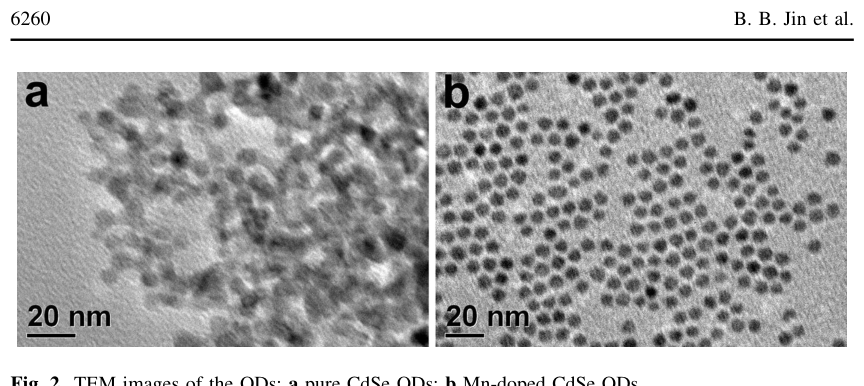 6260
B. B. Jin et al.
a
b
20 nm
20 nm
Fig. 2 TEM images of the QDs: a pure CdSe QDs; b Mn-doped CdSe QDs